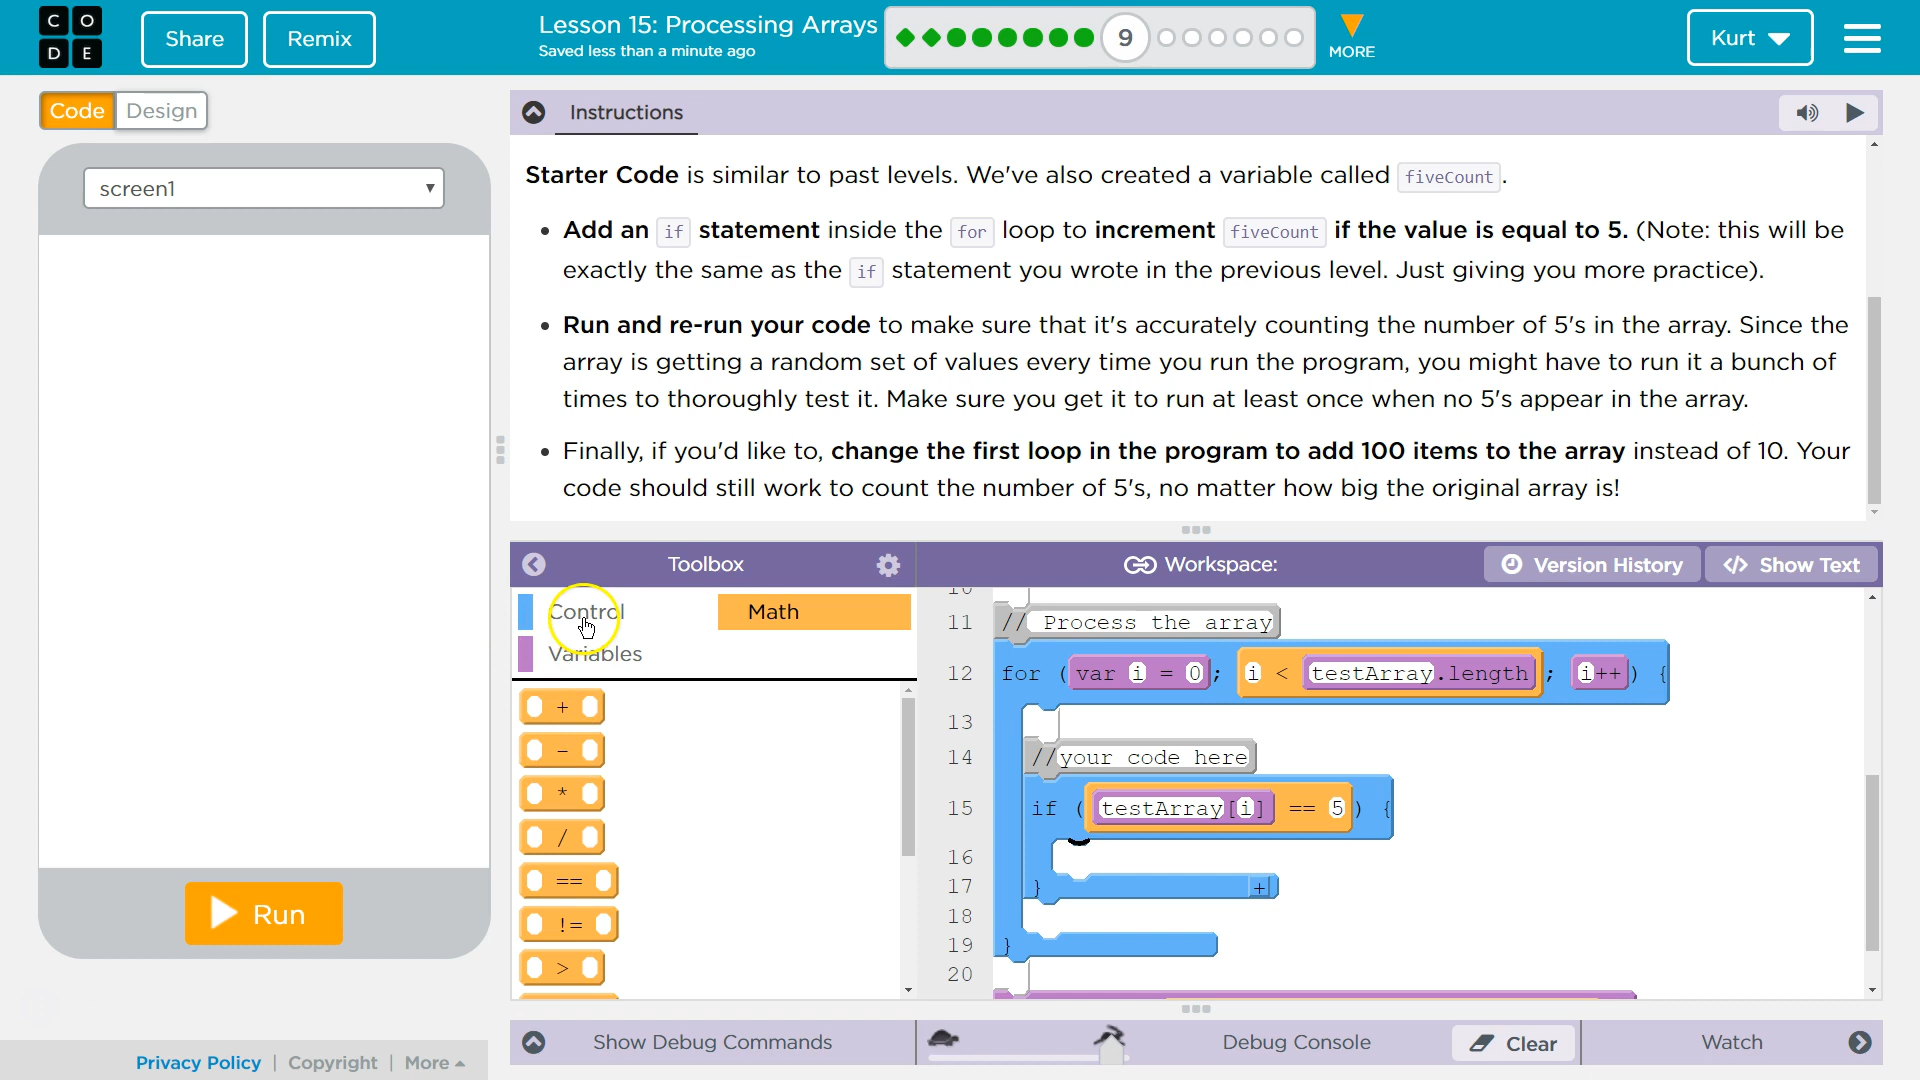 CODE
Share
Remix
Lesson 15: Processing Arrays
Saved less than a minute ago
9
MORE
Kurt
Code
Design
screen1
Run
Privacy Policy | Copyright | More
Instructions
Starter Code is similar to past levels. We've also created a variable called fiveCount.
• Add an if statement inside the for loop to increment fiveCount if the value is equal to 5. (Note: this will be
exactly the same as the if statement you wrote in the previous level. Just giving you more practice).
• Run and re-run your code to make sure that it's accurately counting the number of 5's in the array. Since the
array is getting a random set of values every time you run the program, you might have to run it a bunch of
times to thoroughly test it. Make sure you get it to run at least once when no 5's appear in the array.
• Finally, if you'd like to, change the first loop in the program to add 100 items to the array instead of 10. Your
code should still work to count the number of 5's, no matter how big the original array is!
Toolbox
Control
Math
Variables
+
-
*
/
==
!=
>
Workspace:
Version History
</> Show Text
10
11 // Process the array
12 for (var i = 0; i < testArray.length; i++) {
13
14 //your code here
15 if (testArray[i] == 5) {
16
17 } +
18
19 }
20
Show Debug Commands
Debug Console
Clear
Watch